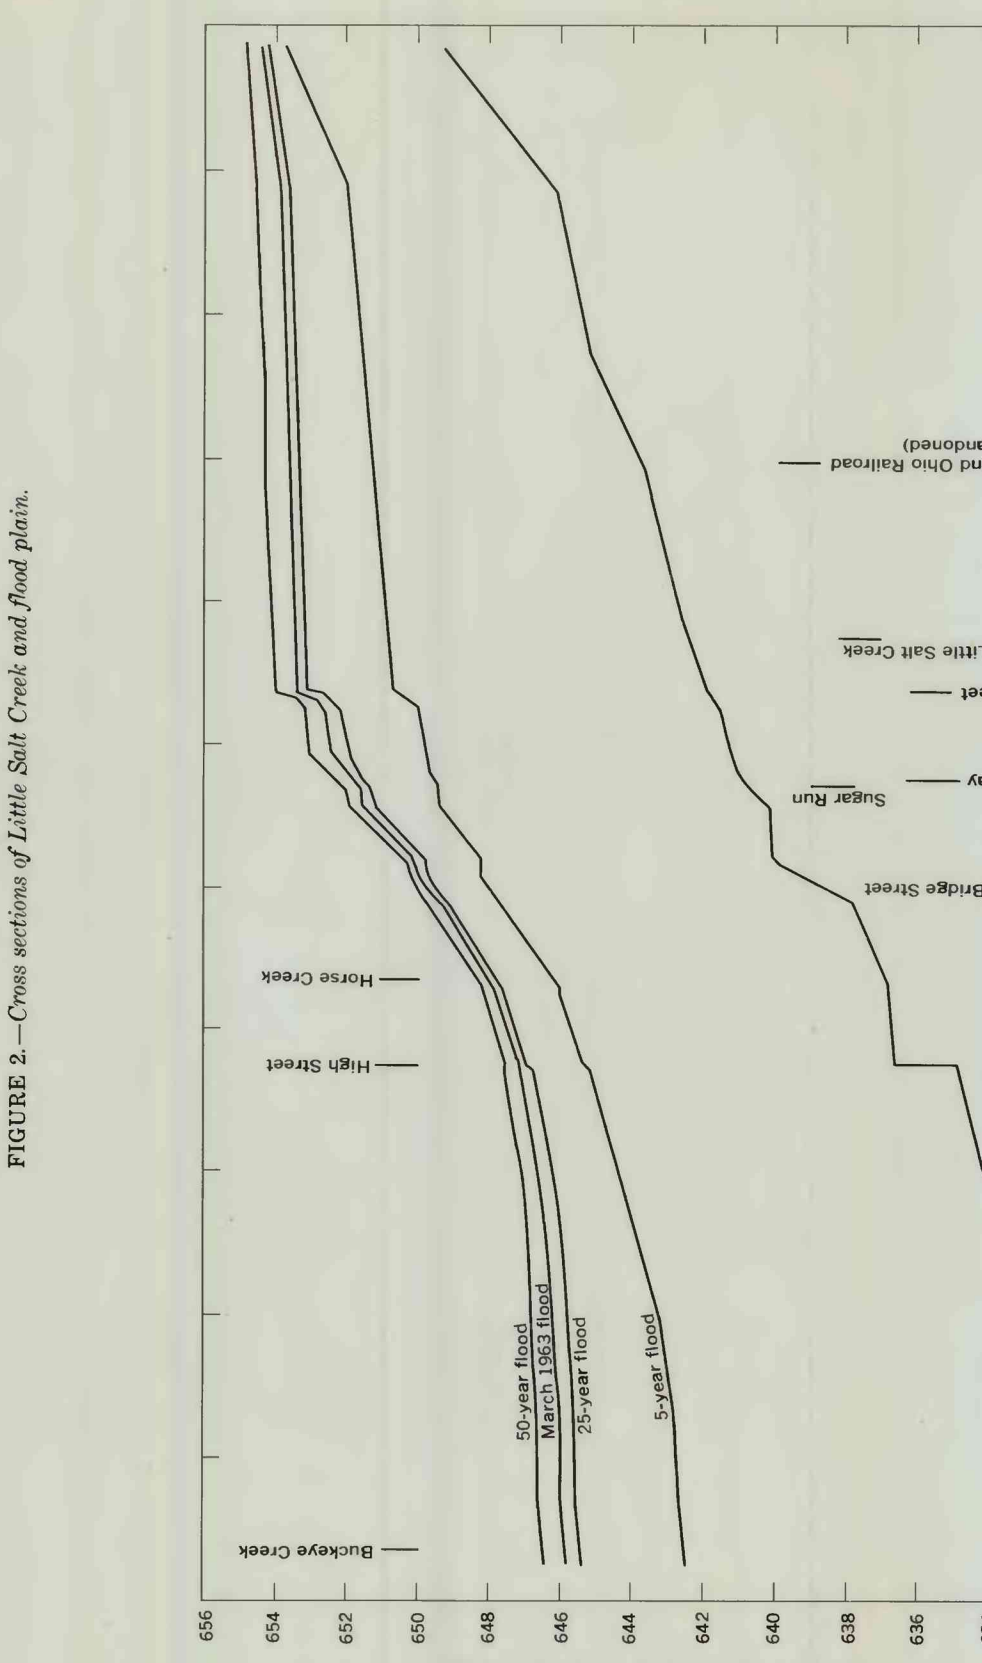 FIGURE 2.—Cross sections of Little Salt Creek and flood plain.
656
654
652
650
648
646
644
642
640
638
636
Buckeye Creek
High Street
Horse Creek
50-year flood
March 1963 flood
25-year flood
5-year flood
Bridge Street
Sugar Run
Little Salt Creek
Ohio Railroad